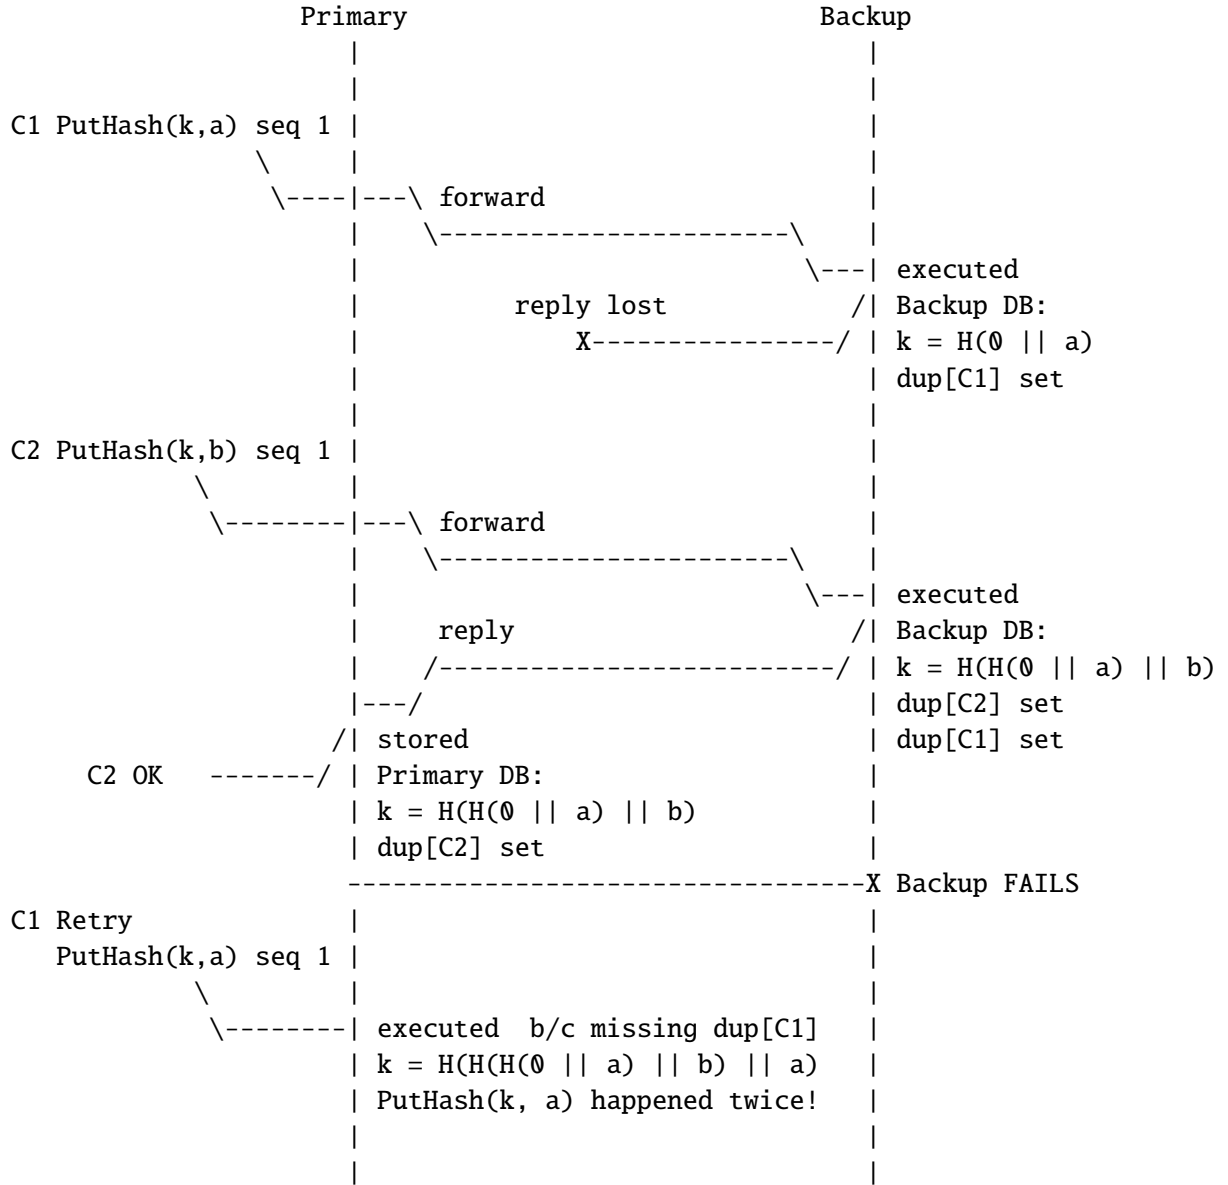 Primary Backup
C1 PutHash(k,a) seq 1
forward
executed
reply lost Backup DB:
X k = H(0 || a)
dup[C1] set
C2 PutHash(k,b) seq 1
forward
executed
reply Backup DB:
k = H(H(0 || a) || b)
dup[C2] set
stored dup[C1] set
C2 OK Primary DB:
k = H(H(0 || a) || b)
dup[C2] set
X Backup FAILS
C1 Retry
PutHash(k,a) seq 1
executed b/c missing dup[C1]
k = H(H(H(0 || a) || b) || a)
PutHash(k, a) happened twice!